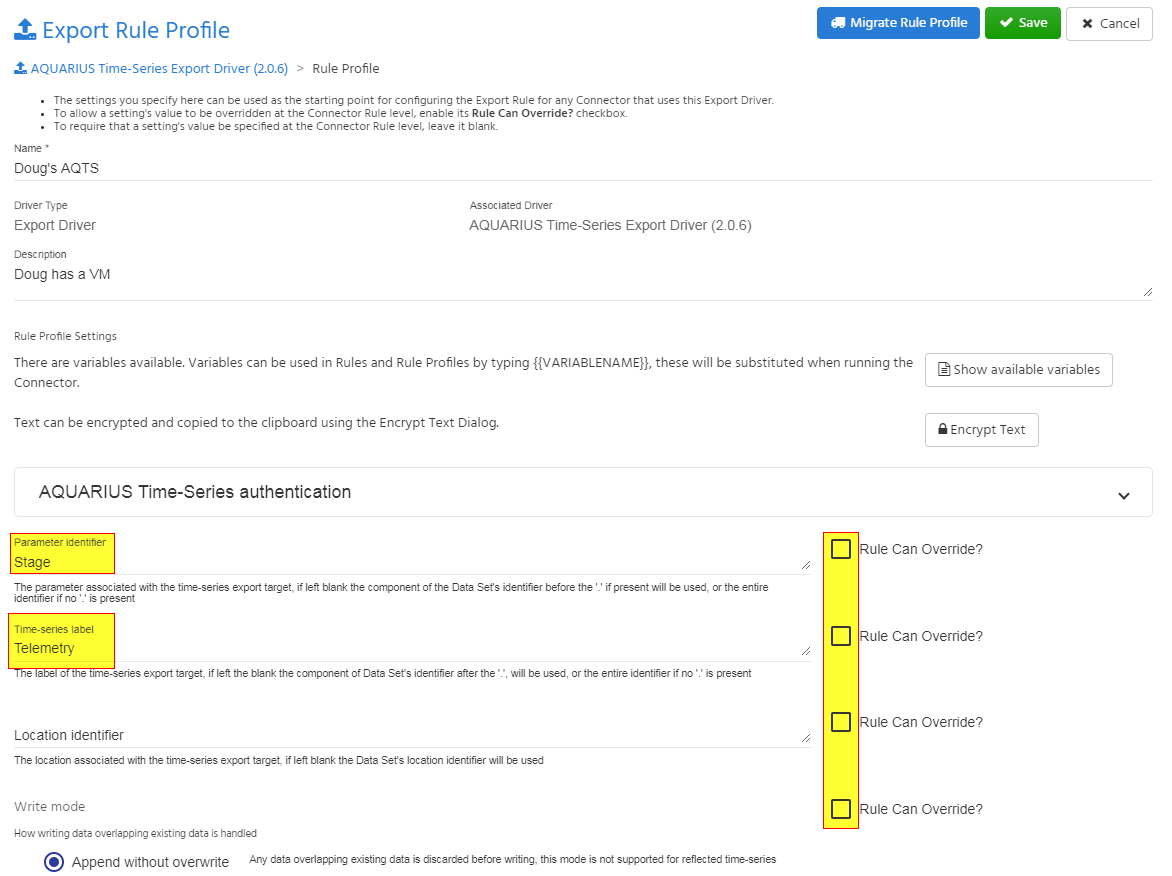 Export Rule Profile
Migrate Rule Profile
Save
Cancel
AQUARIUS Time-Series Export Driver (2.0.6) > Rule Profile
• The settings you specify here can be used as the starting point for configuring the Export Rule for any Connector that uses this Export Driver.
• To allow a setting's value to be overridden at the Connector Rule level, enable its Rule Can Override? checkbox.
• To require that a setting's value be specified at the Connector Rule level, leave it blank.
Name *
Doug's AQTS
Driver Type
Export Driver
Associated Driver
AQUARIUS Time-Series Export Driver (2.0.6)
Description
Doug has a VM
Rule Profile Settings
There are variables available. Variables can be used in Rules and Rule Profiles by typing {{VARIABLENAME}}, these will be substituted when running the
Connector.
Show available variables
Text can be encrypted and copied to the clipboard using the Encrypt Text Dialog.
Encrypt Text
AQUARIUS Time-Series authentication
Parameter identifier
Stage
Rule Can Override?
The parameter associated with the time-series export target, if left blank the component of the Data Set's identifier before the '.' if present will be used, or the entire
identifier if no '.' is present
Time-series label
Telemetry
Rule Can Override?
The label of the time-series export target, if left the blank the component of Data Set's identifier after the '.', will be used, or the entire identifier if no '.' is present
Location identifier
Rule Can Override?
The location associated with the time-series export target, if left blank the Data Set's location identifier will be used
Write mode
Rule Can Override?
How writing data overlapping existing data is handled
Append without overwrite
Any data overlapping existing data is discarded before writing, this mode is not supported for reflected time-series